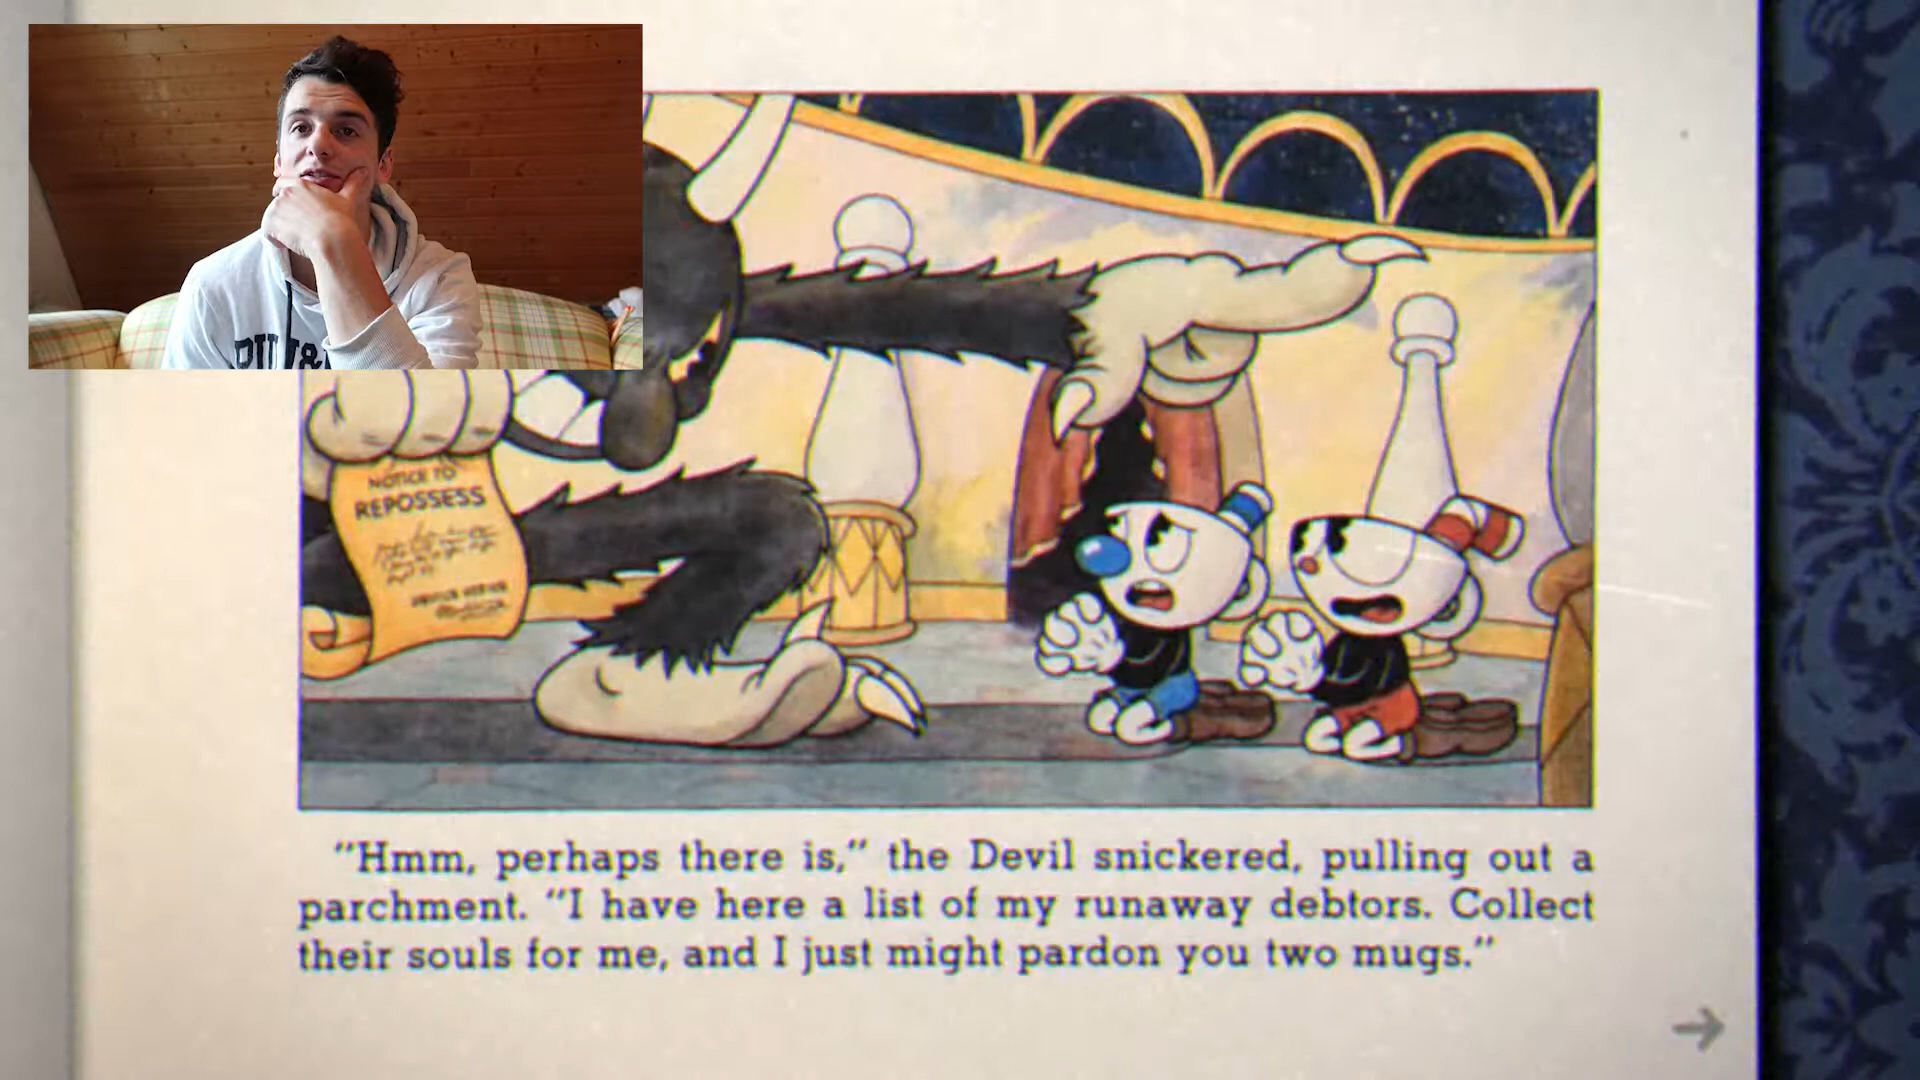 NOTICE TO
REPOSSESS
"Hmm, perhaps there is," the Devil snickered, pulling out a
parchment. "I have here a list of my runaway debtors. Collect
their souls for me, and I just might pardon you two mugs."